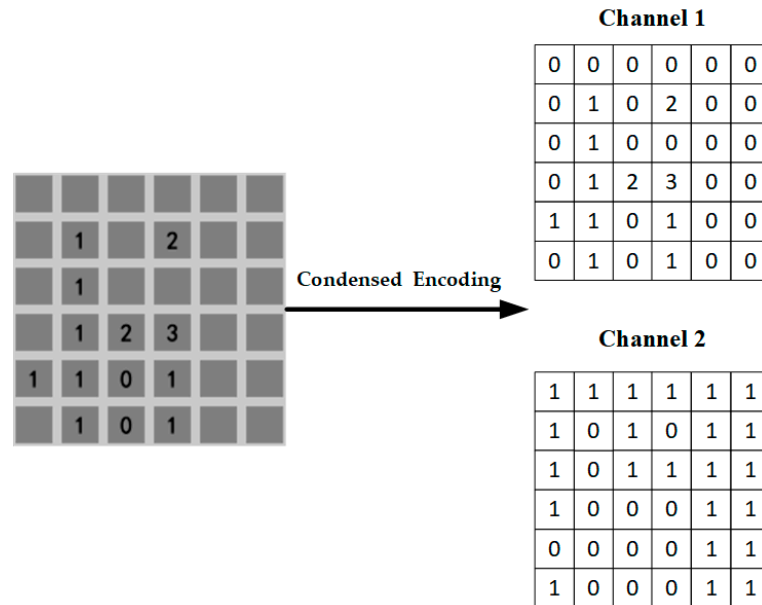 1 2
1
1 2 3
1 1 0 1
1 0 1
Condensed Encoding
Channel 1
0 0 0 0 0 0
0 1 0 2 0 0
0 1 0 0 0 0
0 1 2 3 0 0
1 1 0 1 0 0
0 1 0 1 0 0
Channel 2
1 1 1 1 1 1
1 0 1 0 1 1
1 0 1 1 1 1
1 0 0 0 1 1
0 0 0 0 1 1
1 0 0 0 1 1